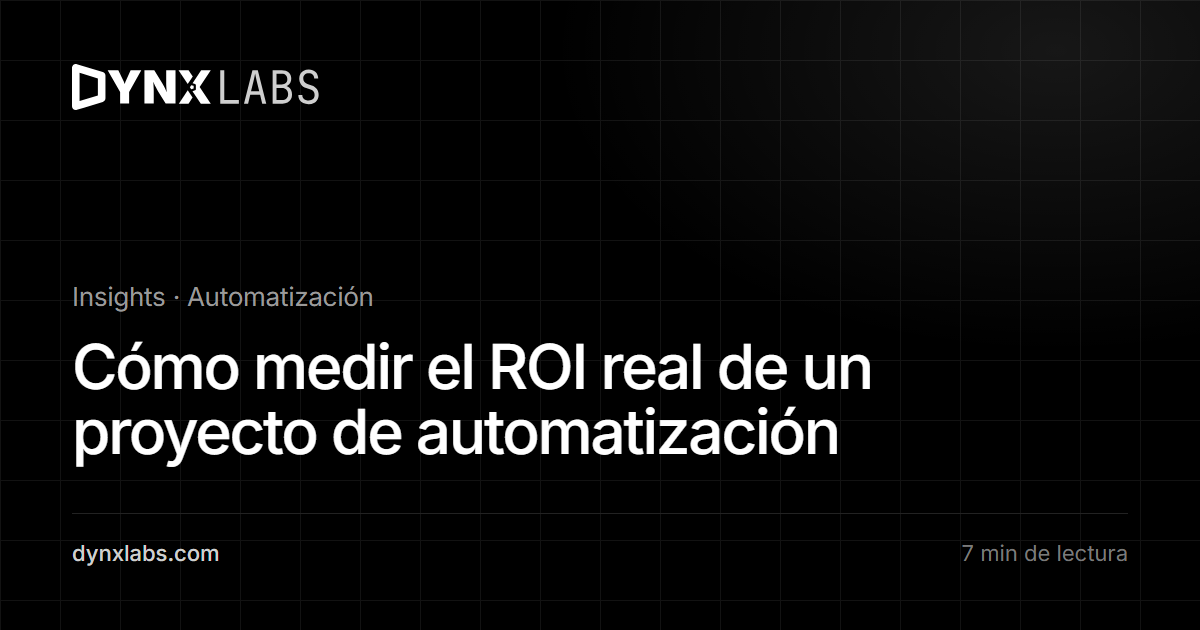 DYNX LABS
Insights · Automatización
Cómo medir el ROI real de un
proyecto de automatización
dynxlabs.com
7 min de lectura